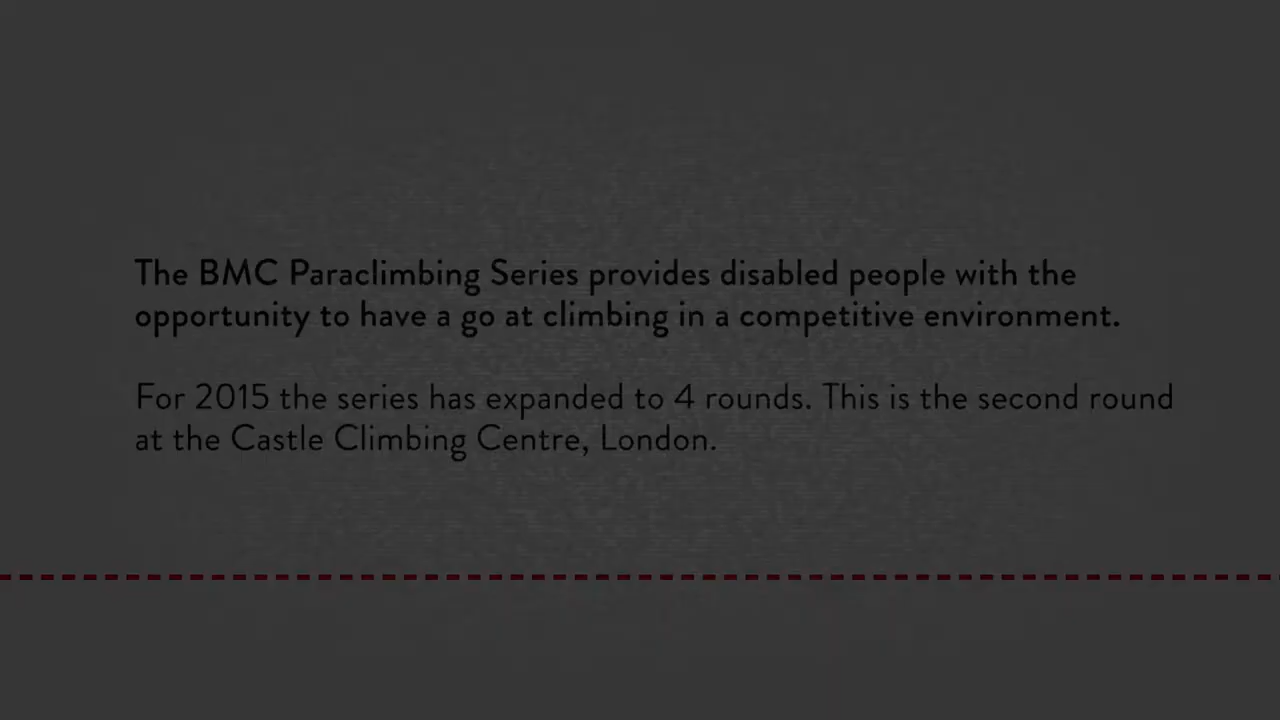 The BMC Paraclimbing Series provides disabled people with the
opportunity to have a go at climbing in a competitive environment.
For 2015 the series has expanded to 4 rounds. This is the second round
at the Castle Climbing Centre, London.